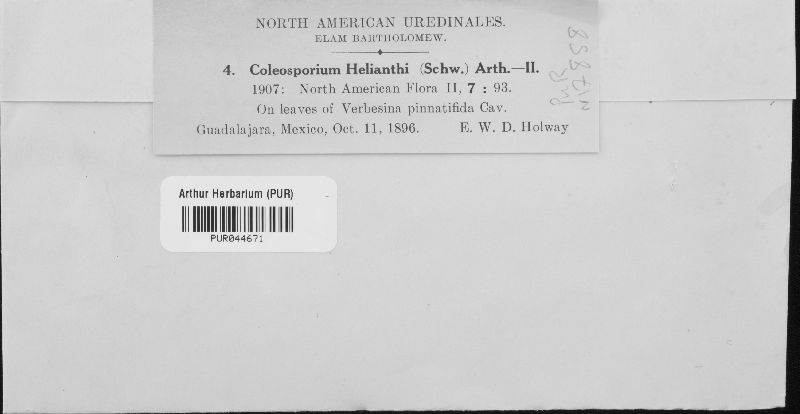 NORTH AMERICAN UREDINALES.
ELAM BARTHOLOMEW.
4. Coleosporium Helianthi (Schw.) Arth.—II.
1907: North American Flora II, 7 : 93.
On leaves of Verbesina pinnatifida Cav.
Guadalajara, Mexico, Oct. 11, 1896. E. W. D. Holway
Arthur Herbarium (PUR)
PUR044671